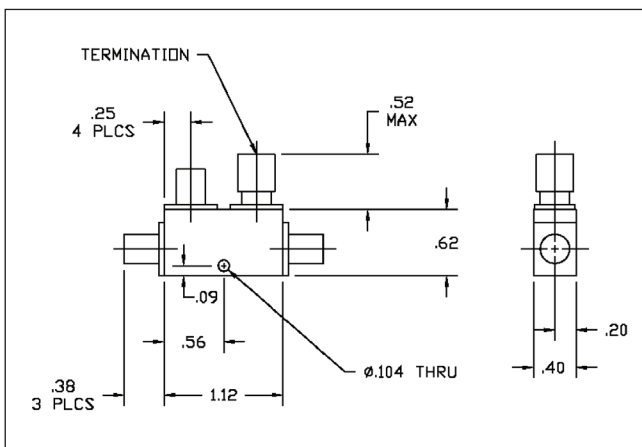 TERMINATION
.25
4 PLCS
.52
MAX
.62
.09
.56
.20
.40
Ø.104 THRU
.38
3 PLCS
1.12